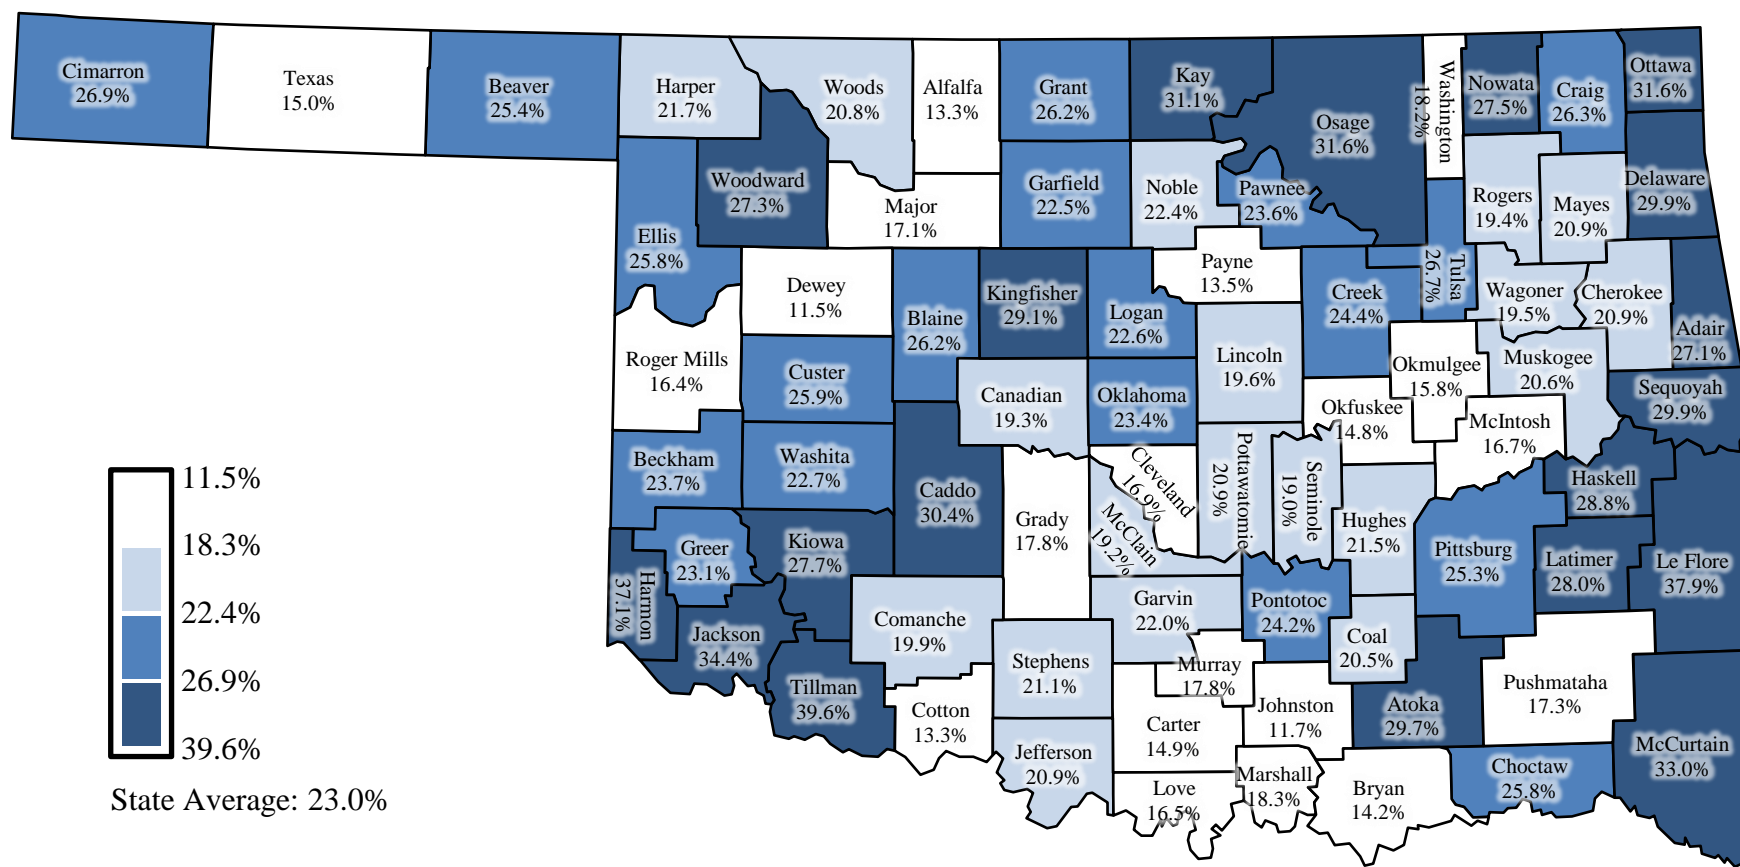 Cimarron
26.9%
Texas
15.0%
Beaver
25.4%
Harper
21.7%
Woods
20.8%
Alfalfa
13.3%
Grant
26.2%
Kay
31.1%
Osage
31.6%
Washington
18.2%
Nowata
27.5%
Craig
26.3%
Ottawa
31.6%
Woodward
27.3%
Major
17.1%
Garfield
22.5%
Noble
22.4%
Pawnee
23.6%
Rogers
19.4%
Mayes
20.9%
Delaware
29.9%
Ellis
25.8%
Dewey
11.5%
Blaine
26.2%
Kingfisher
29.1%
Logan
22.6%
Payne
13.5%
Creek
24.4%
Tulsa
26.7%
Wagoner
19.5%
Cherokee
20.9%
Adair
27.1%
Roger Mills
16.4%
Custer
25.9%
Canadian
19.3%
Oklahoma
23.4%
Lincoln
19.6%
Okfuskee
14.8%
Okmulgee
15.8%
Muskogee
20.6%
McIntosh
16.7%
Sequoyah
29.9%
Beckham
23.7%
Washita
22.7%
Caddo
30.4%
Grady
17.8%
Cleveland
16.9%
McClain
19.2%
Pottawatomie
20.9%
Seminole
19.0%
Hughes
21.5%
Pittsburg
25.3%
Haskell
28.8%
Latimer
28.0%
Le Flore
37.9%
Harmon
37.1%
Greer
23.1%
Kiowa
27.7%
Jackson
34.4%
Tillman
39.6%
Comanche
19.9%
Cotton
13.3%
Stephens
21.1%
Jefferson
20.9%
Garvin
22.0%
Murray
17.8%
Carter
14.9%
Love
16.5%
Pontotoc
24.2%
Johnston
11.7%
Marshall
18.3%
Coal
20.5%
Atoka
29.7%
Bryan
14.2%
Pushmataha
17.3%
Choctaw
25.8%
McCurtain
33.0%
11.5%
18.3%
22.4%
26.9%
39.6%
State Average: 23.0%